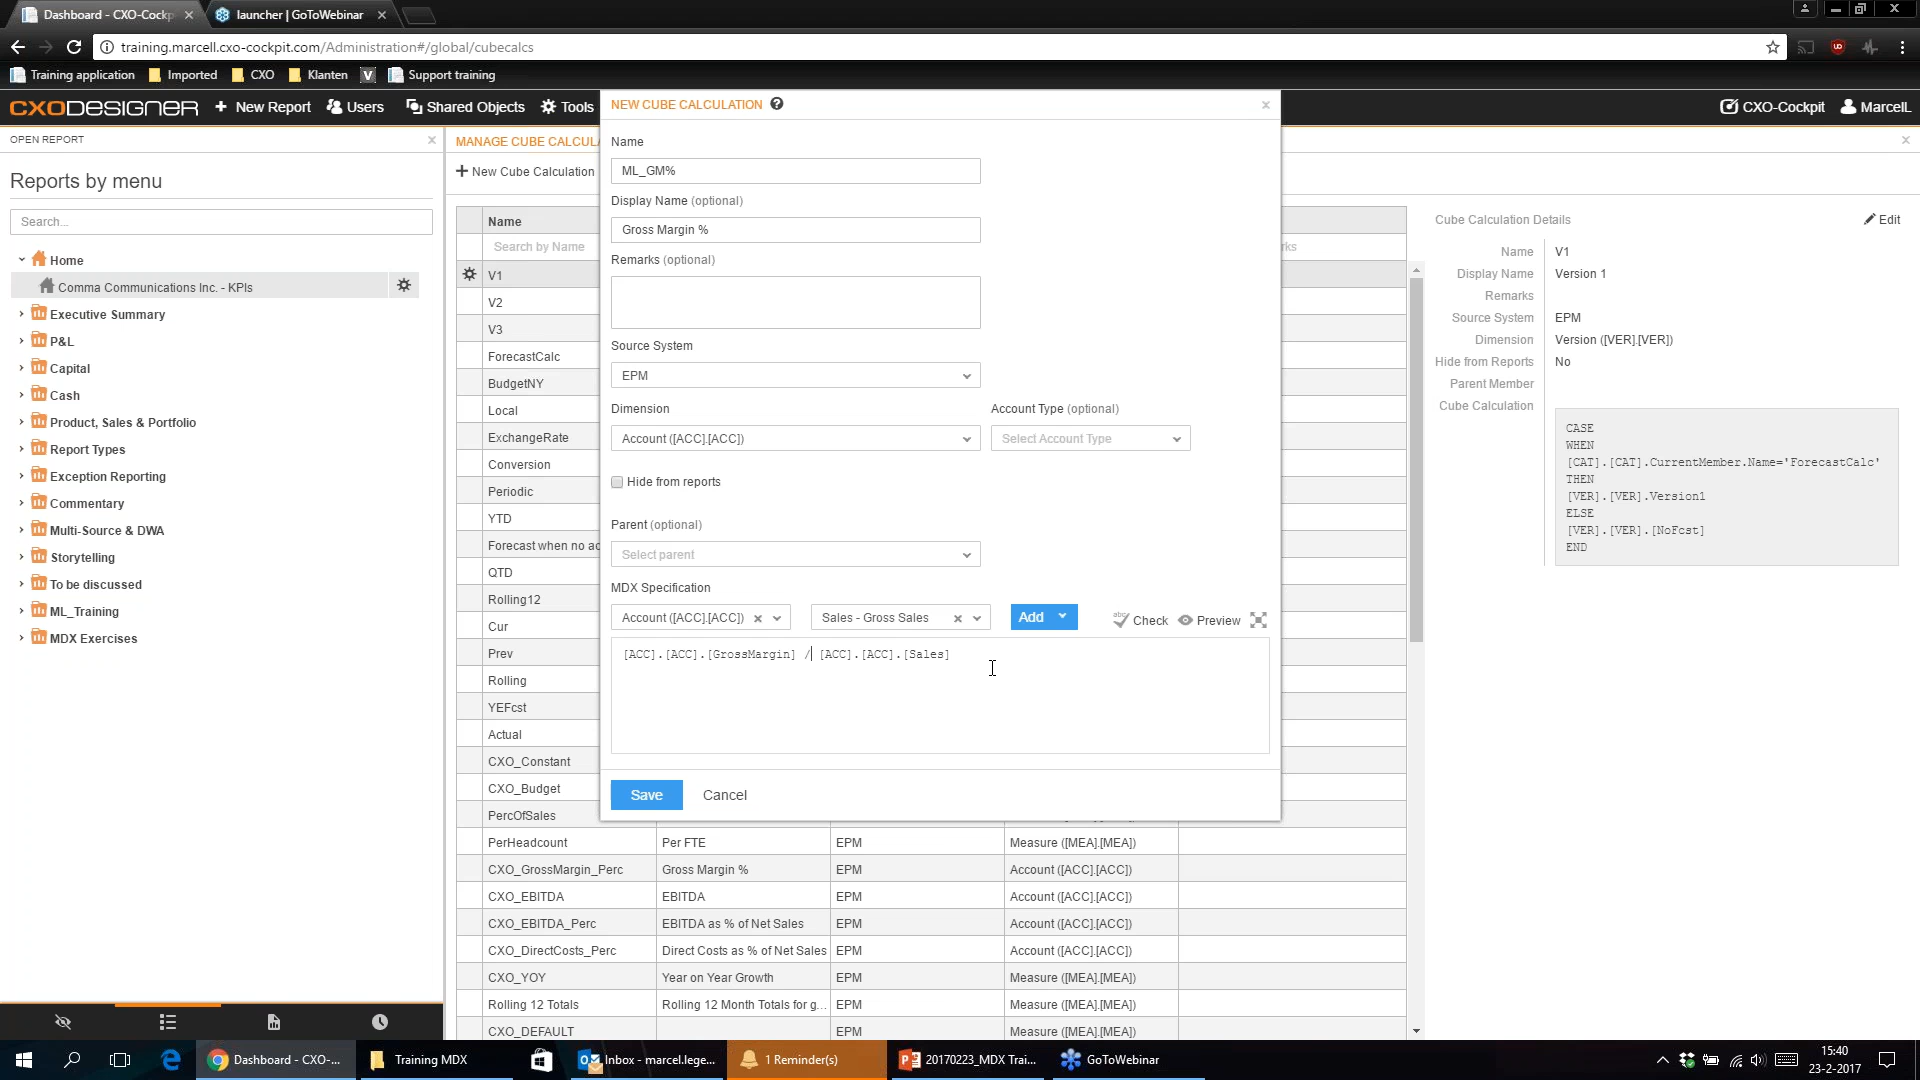 Dashboard - CXO-Cockp
launcher | GoToWebinar
training.marcell.cxo-cockpit.com/Administration#/global/cubecalcs
Training application
Imported
CXO
Klanten
V
Support training
CXODESIGNER
New Report
Users
Shared Objects
Tools
CXO-Cockpit
MarcelL
OPEN REPORT
Reports by menu
Search...
Home
Comma Communications Inc. - KPIs
Executive Summary
P&L
Capital
Cash
Product, Sales & Portfolio
Report Types
Exception Reporting
Commentary
Multi-Source & DWA
Storytelling
To be discussed
ML_Training
MDX Exercises
MANAGE CUBE CALCULA
New Cube Calculation
Name
Search by Name
rks
V1
V2
V3
ForecastCalc
BudgetNY
Local
ExchangeRate
Conversion
Periodic
YTD
Forecast when no ac
QTD
Rolling12
Cur
Prev
Rolling
YEFcst
Actual
CXO_Constant
CXO_Budget
PercOfSales
PerHeadcount Per FTE EPM Measure ([MEA].[MEA])
CXO_GrossMargin_Perc Gross Margin % EPM Account ([ACC].[ACC])
CXO_EBITDA EBITDA EPM Account ([ACC].[ACC])
CXO_EBITDA_Perc EBITDA as % of Net Sales EPM Account ([ACC].[ACC])
CXO_DirectCosts_Perc Direct Costs as % of Net Sales EPM Account ([ACC].[ACC])
CXO_YOY Year on Year Growth EPM Measure ([MEA].[MEA])
Rolling 12 Totals Rolling 12 Month Totals for g... EPM Measure ([MEA].[MEA])
CXO_DEFAULT EPM Measure ([MEA].[MEA])
NEW CUBE CALCULATION
Name
ML_GM%
Display Name (optional)
Gross Margin %
Remarks (optional)
Source System
EPM
Dimension
Account Type (optional)
Account ([ACC].[ACC])
Select Account Type
Hide from reports
Parent (optional)
Select parent
MDX Specification
Account ([ACC].[ACC])
Sales - Gross Sales
Add
Check
Preview
[ACC].[ACC].[GrossMargin] / [ACC].[ACC].[Sales]
Save
Cancel
Cube Calculation Details
Edit
Name V1
Display Name Version 1
Remarks
Source System EPM
Dimension Version ([VER].[VER])
Hide from Reports No
Parent Member
Cube Calculation
CASE
WHEN
[CAT].[CAT].CurrentMember.Name='ForecastCalc'
THEN
[VER].[VER].Version1
ELSE
[VER].[VER].[NoFcst]
END
Dashboard - CXO-...
Training MDX
Inbox - marcel.lege...
1 Reminder(s)
20170223_MDX Trai...
GoToWebinar
15:40
23-2-2017